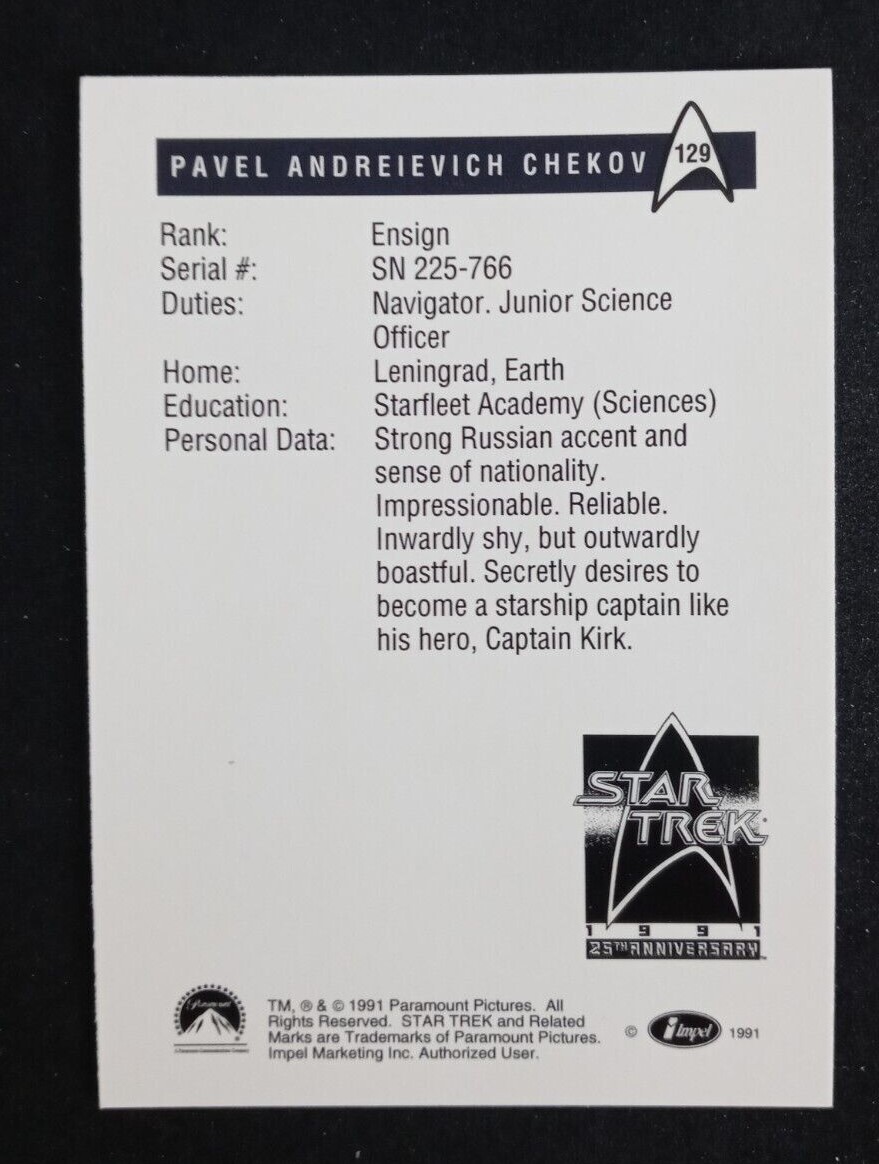 PAVEL ANDREIEVICH CHEKOV 129
Rank: Ensign
Serial #: SN 225-766
Duties: Navigator. Junior Science
Officer
Home: Leningrad, Earth
Education: Starfleet Academy (Sciences)
Personal Data: Strong Russian accent and
sense of nationality.
Impressionable. Reliable.
Inwardly shy, but outwardly
boastful. Secretly desires to
become a starship captain like
his hero, Captain Kirk.
STAR
TREK
1991
25TH ANNIVERSARY
Paramount
TM, ® & © 1991 Paramount Pictures. All
Rights Reserved. STAR TREK and Related
Marks are Trademarks of Paramount Pictures.
Impel Marketing Inc. Authorized User.
© Impel 1991